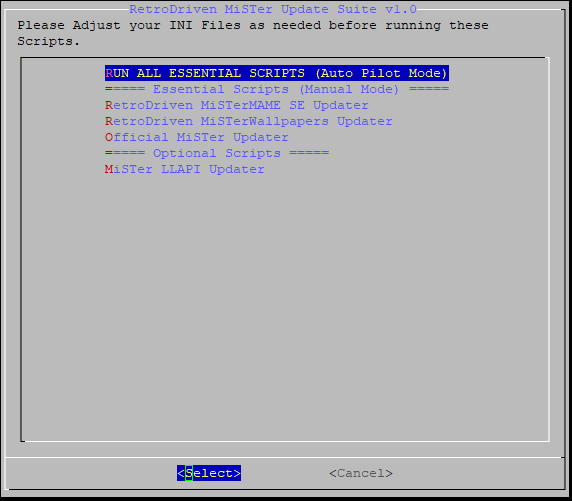 RetroDriven MiSTer Update Suite v1.0
Please Adjust your INI Files as needed before running these
Scripts.
RUN ALL ESSENTIAL SCRIPTS (Auto Pilot Mode)
===== Essential Scripts (Manual Mode) =====
RetroDriven MiSTerMAME SE Updater
RetroDriven MiSTerWallpapers Updater
Official MiSTer Updater
===== Optional Scripts =====
MiSTer LLAPI Updater
<Select> <Cancel>